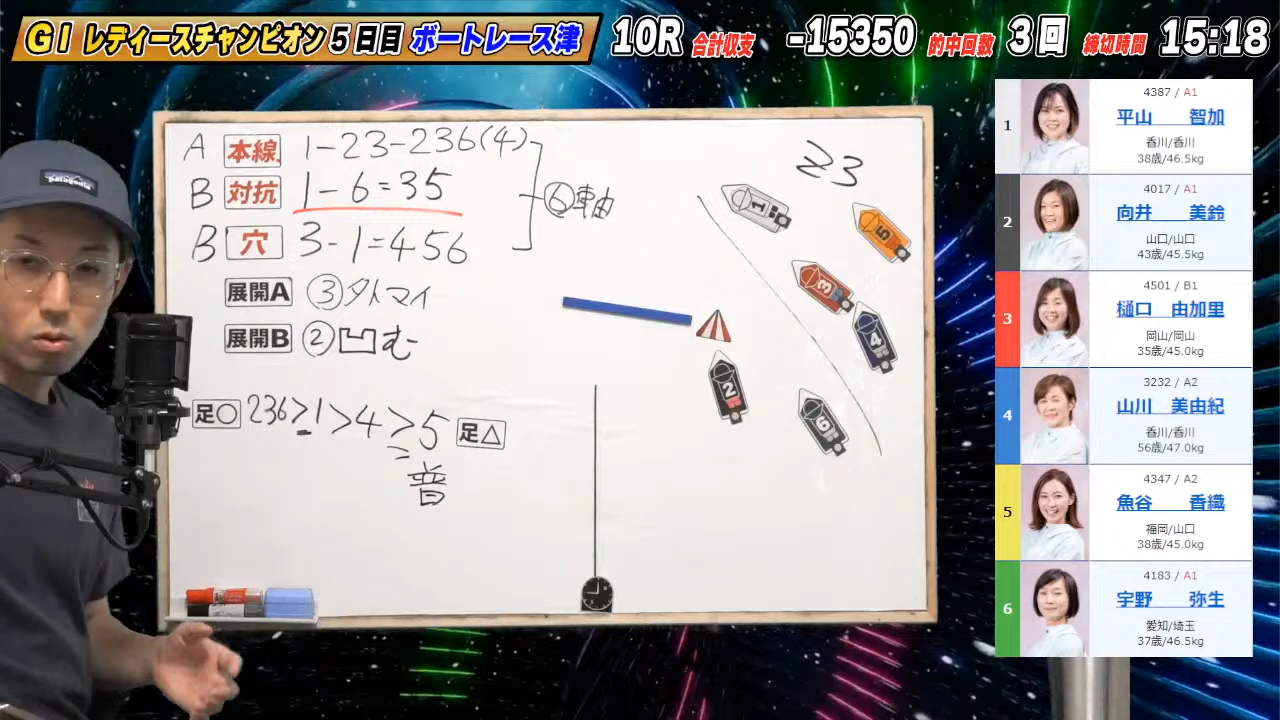 GⅠ レディースチャンピオン 5日目 ボートレース津 10R 合計収支 -15350 的中回数 3回 締切時間 15:18
A 本線 1-23-236(4)
B 対抗 1-6=35
B 穴 3-1=456
⑥軸
展開A ③タトマイ
展開B ②凹む
足○ 236≥1>4≥5 足△
普
23
1
5
3
4
2
6
patagonia
1 4387 / A1
平山 智加
香川/香川
38歳/46.5kg
2 4017 / A1
向井 美鈴
山口/山口
43歳/45.5kg
3 4501 / B1
樋口 由加里
岡山/岡山
35歳/45.0kg
4 3232 / A2
山川 美由紀
香川/香川
56歳/47.0kg
5 4347 / A2
魚谷 香織
福岡/山口
38歳/45.0kg
6 4183 / A1
宇野 弥生
愛知/埼玉
37歳/46.5kg